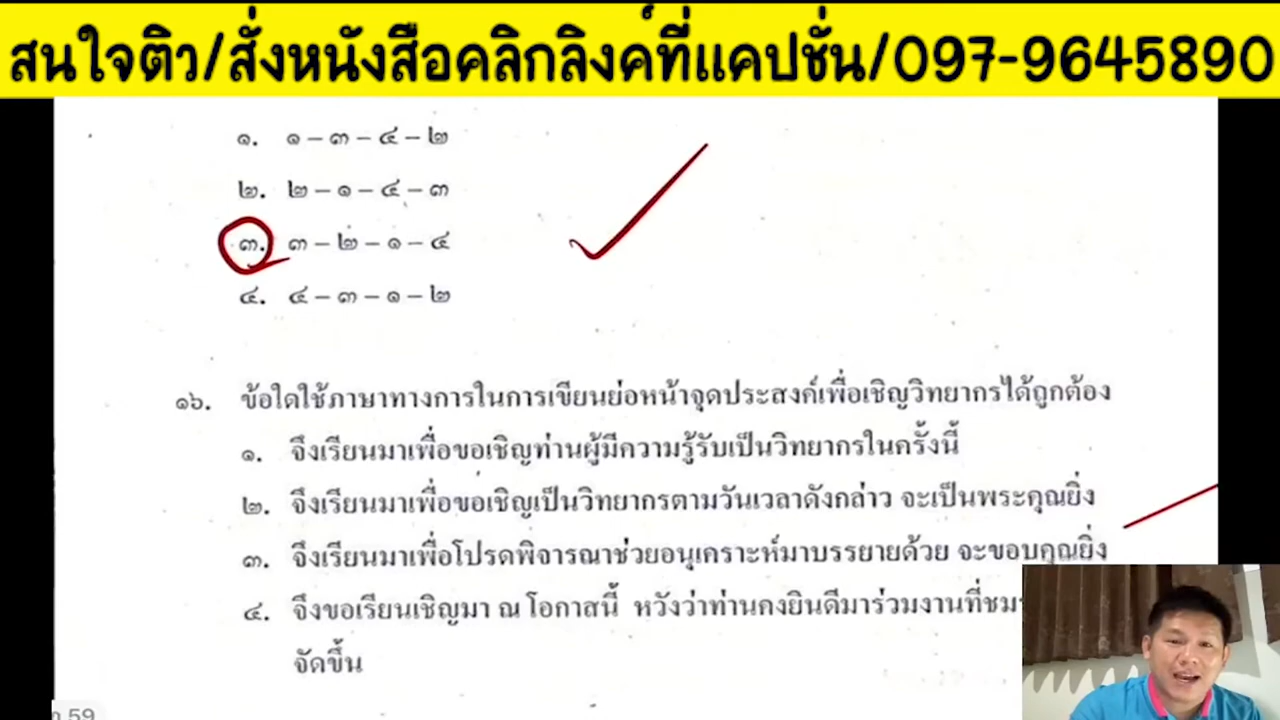 สนใจติว/สั่งหนังสือคลิกลิงค์ที่แคปชั่น/097-9645890
๑. ๑ – ๓ – ๔ – ๒
๒. ๒ – ๑ – ๔ – ๓
๓. ๓ – ๒ – ๑ – ๔
๔. ๔ – ๓ – ๑ – ๒
๑๖. ข้อใดใช้ภาษาทางการในการเขียนย่อหน้าจุดประสงค์เพื่อเชิญวิทยากรได้ถูกต้อง
๑. จึงเรียนมาเพื่อขอเชิญท่านผู้มีความรู้รับเป็นวิทยากรในครั้งนี้
๒. จึงเรียนมาเพื่อขอเชิญเป็นวิทยากรตามวันเวลาดังกล่าว จะเป็นพระคุณยิ่ง
๓. จึงเรียนมาเพื่อโปรดพิจารณาช่วยอนุเคราะห์มาบรรยายด้วย จะขอบคุณยิ่ง
๔. จึงขอเรียนเชิญมา ณ โอกาสนี้ หวังว่าท่านคงยินดีมาร่วมงานที่
จัดขึ้น
59